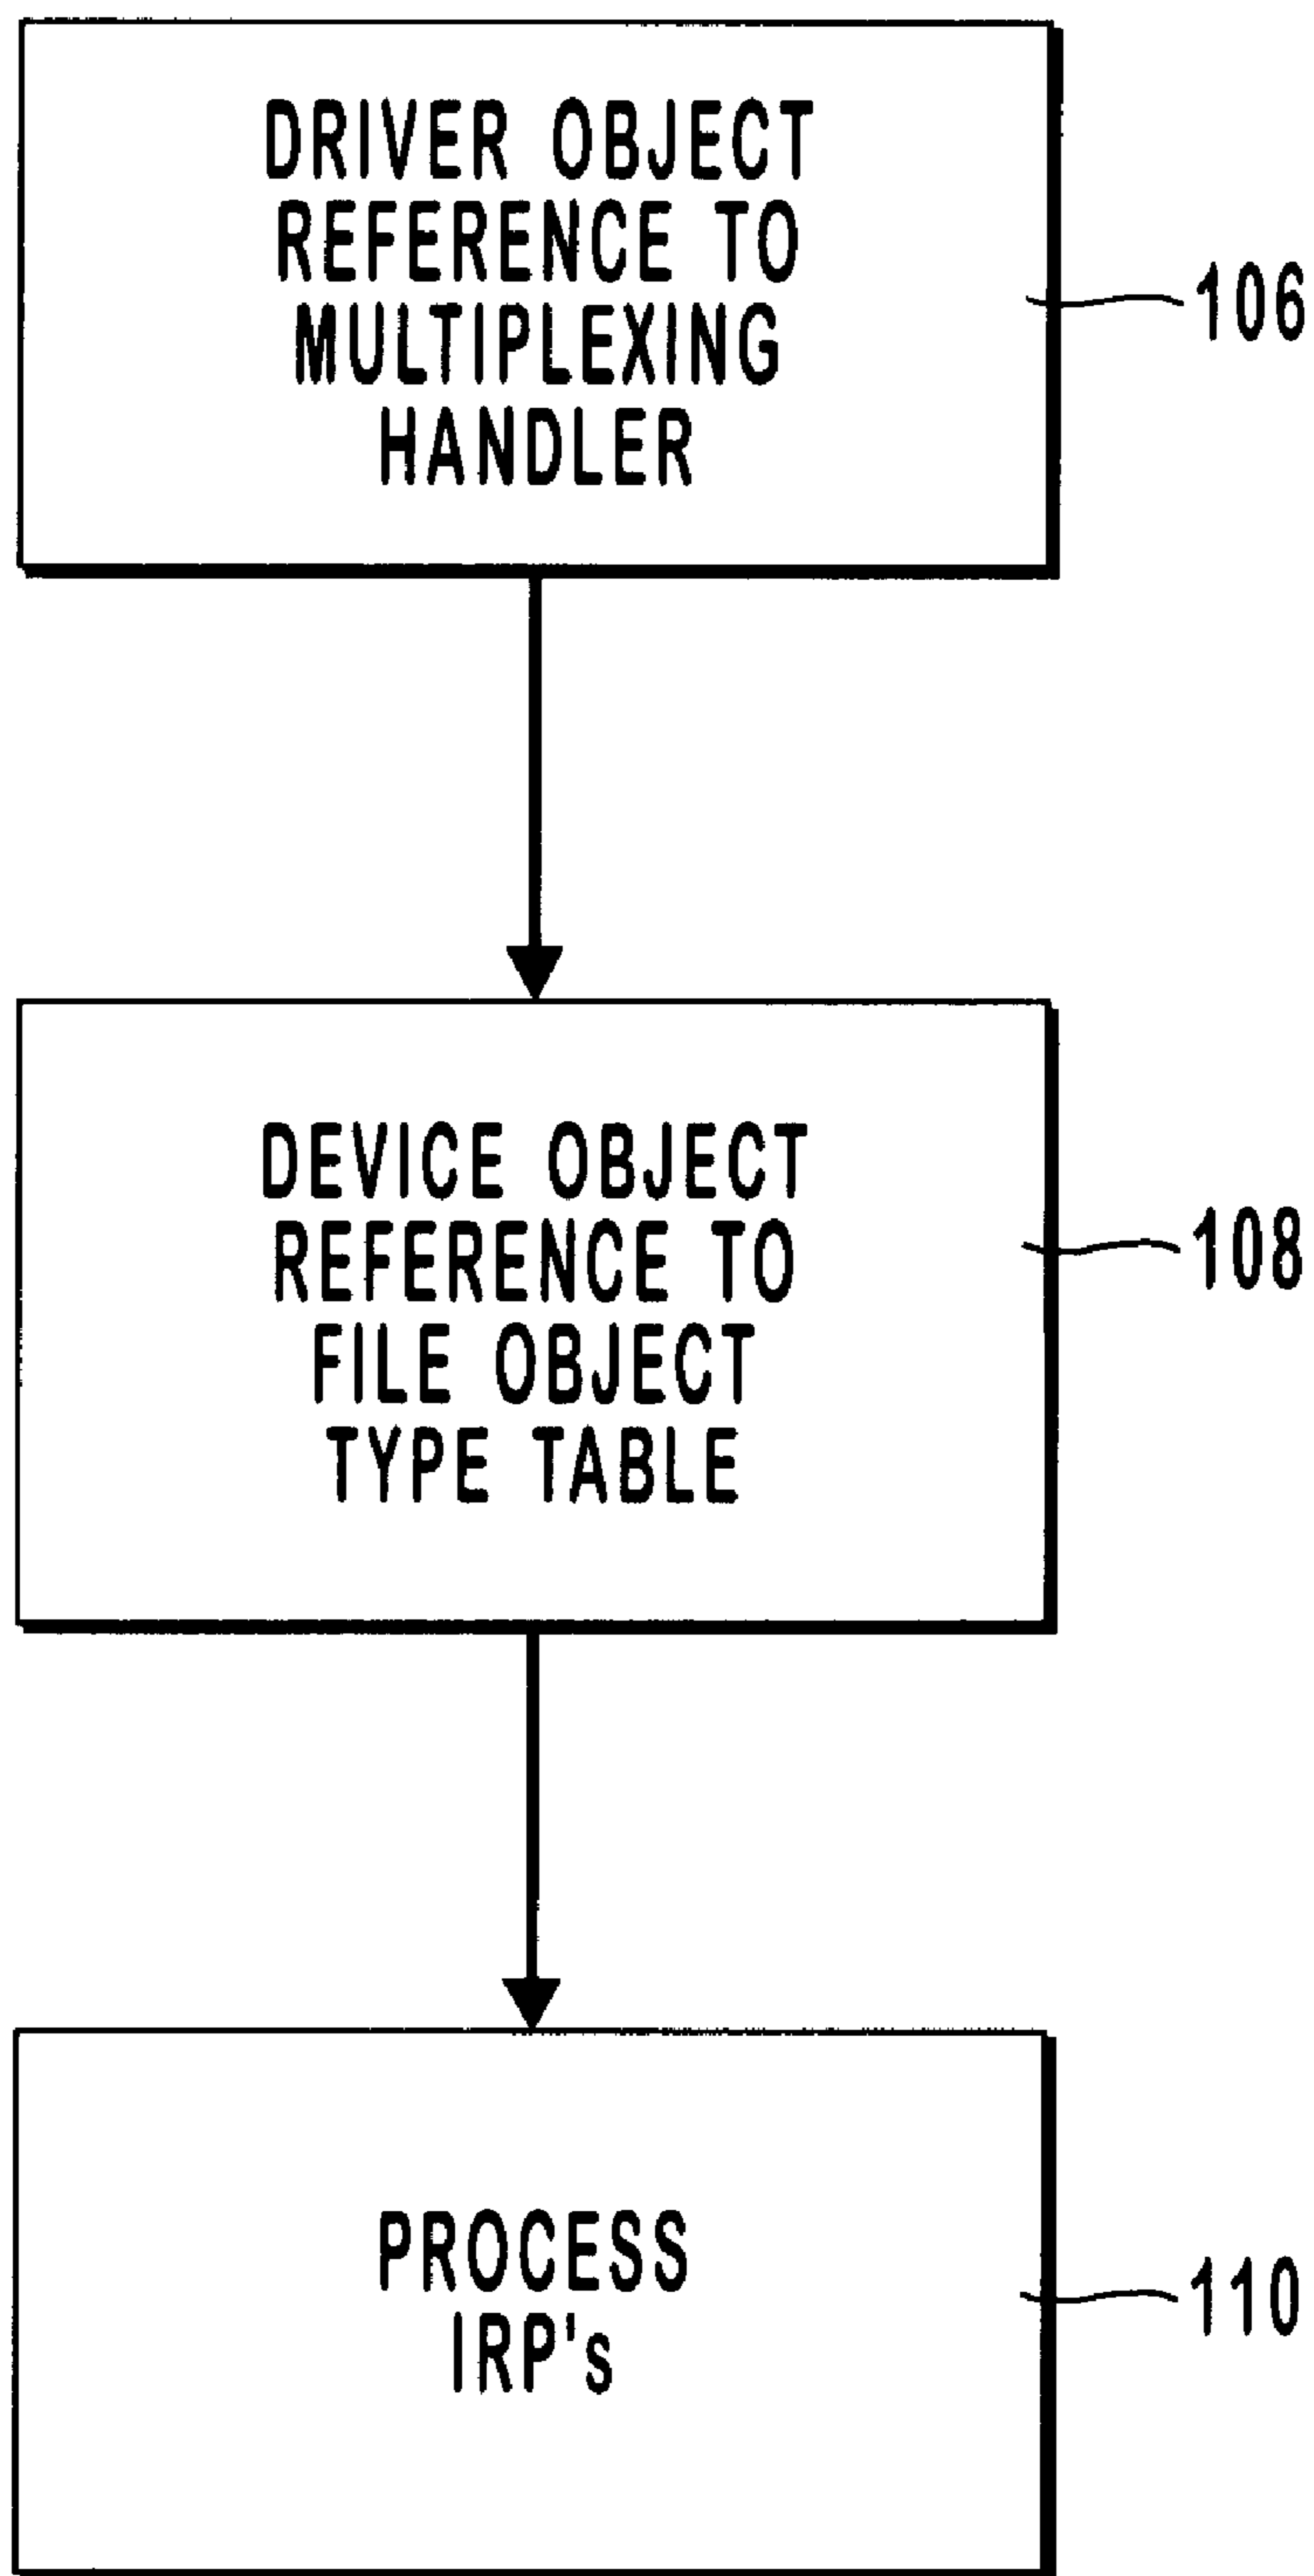 DRIVER OBJECT
REFERENCE TO
MULTIPLEXING
HANDLER
106
DEVICE OBJECT
REFERENCE TO
FILE OBJECT
TYPE TABLE
108
PROCESS
IRP's
110